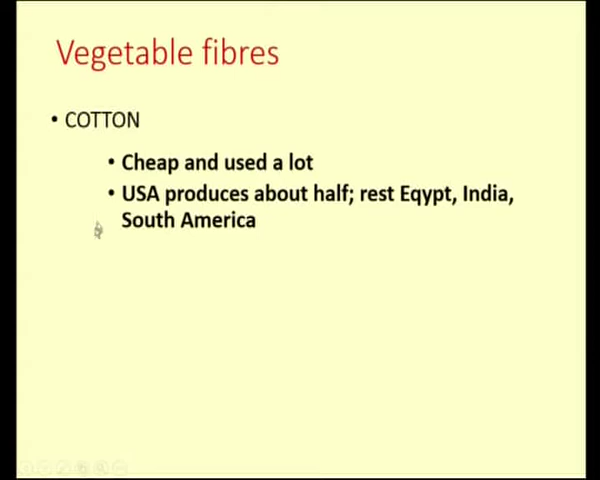 Vegetable fibres
• COTTON
• Cheap and used a lot
• USA produces about half; rest Eqypt, India,
South America